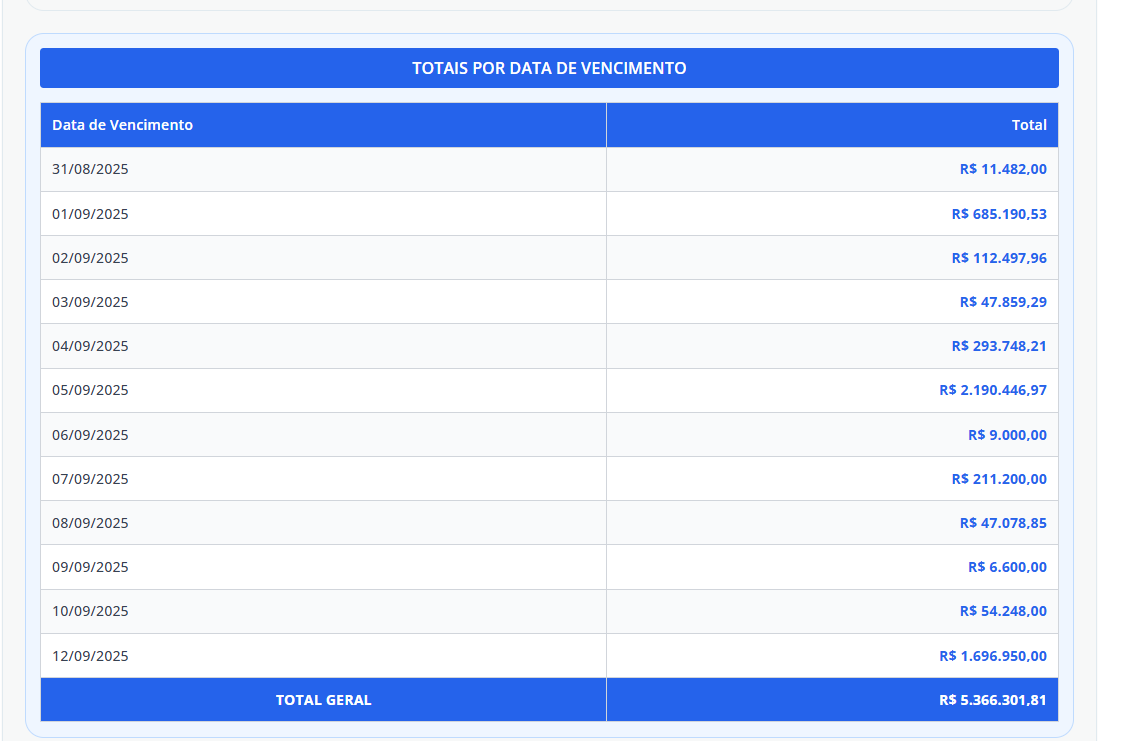 TOTAIS POR DATA DE VENCIMENTO
Data de Vencimento Total
31/08/2025 R$ 11.482,00
01/09/2025 R$ 685.190,53
02/09/2025 R$ 112.497,96
03/09/2025 R$ 47.859,29
04/09/2025 R$ 293.748,21
05/09/2025 R$ 2.190.446,97
06/09/2025 R$ 9.000,00
07/09/2025 R$ 211.200,00
08/09/2025 R$ 47.078,85
09/09/2025 R$ 6.600,00
10/09/2025 R$ 54.248,00
12/09/2025 R$ 1.696.950,00
TOTAL GERAL R$ 5.366.301,81